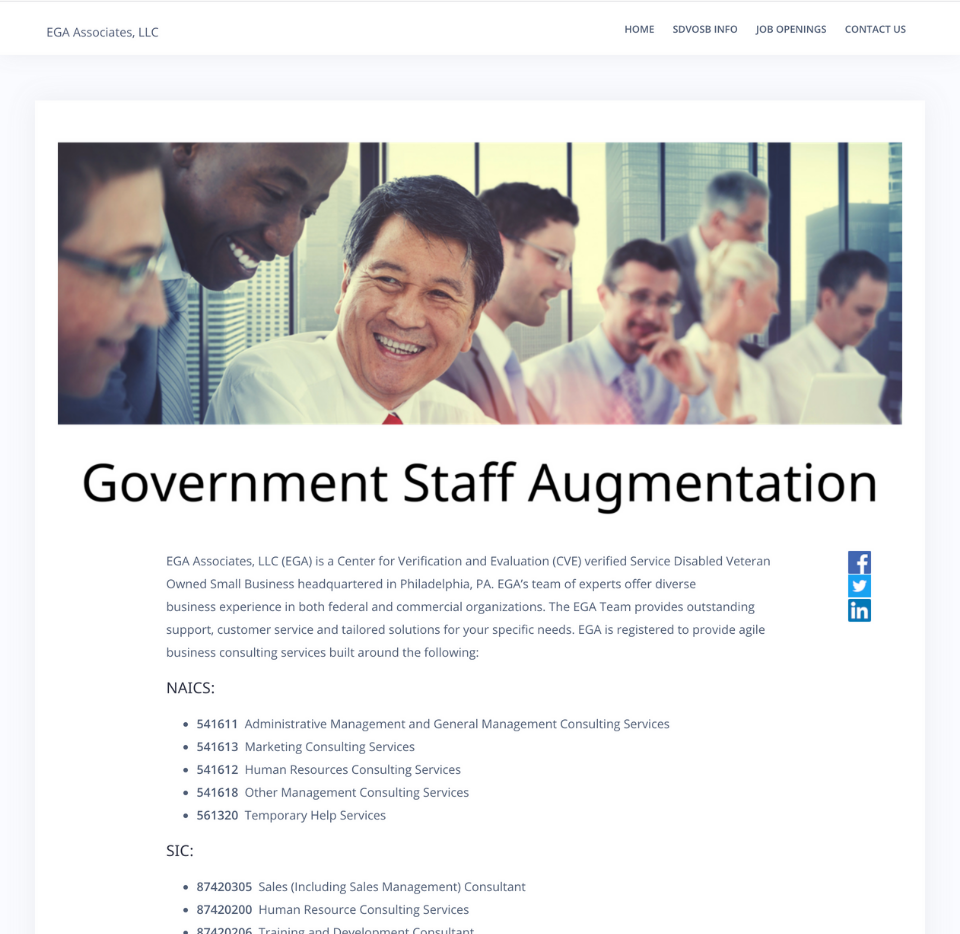 EGA Associates, LLC
HOME SDVOSB INFO JOB OPENINGS CONTACT US
Government Staff Augmentation
EGA Associates, LLC (EGA) is a Center for Verification and Evaluation (CVE) verified Service Disabled Veteran
Owned Small Business headquartered in Philadelphia, PA. EGA's team of experts offer diverse
business experience in both federal and commercial organizations. The EGA Team provides outstanding
support, customer service and tailored solutions for your specific needs. EGA is registered to provide agile
business consulting services built around the following:
NAICS:
541611 Administrative Management and General Management Consulting Services
541613 Marketing Consulting Services
541612 Human Resources Consulting Services
541618 Other Management Consulting Services
561320 Temporary Help Services
SIC:
87420305 Sales (Including Sales Management) Consultant
87420200 Human Resource Consulting Services
87420206 Training and Development Consultant